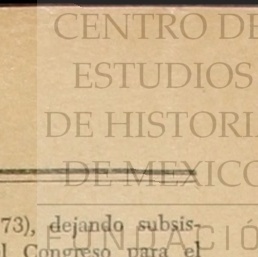 CENTRO DE
ESTUDIOS
DE HISTORI
DE MEXICO
73), dejando subsis-
l Congreso para el
FUNDACIÓ